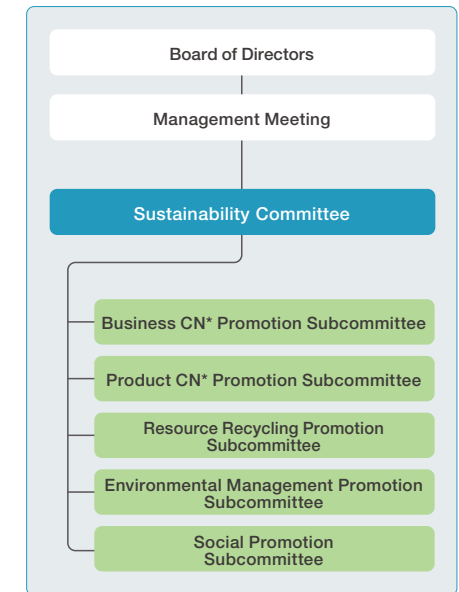 Board of Directors
Management Meeting
Sustainability Committee
Business CN* Promotion Subcommittee
Product CN* Promotion Subcommittee
Resource Recycling Promotion
Subcommittee
Environmental Management Promotion
Subcommittee
Social Promotion
Subcommittee